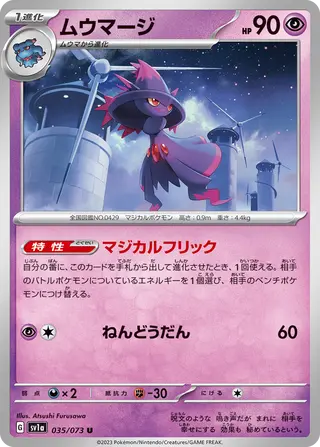 1進化 ムウマージ HP 90
ムウマから進化
全国図鑑NO.0429 マジカルポケモン 高さ:0.9m 重さ:4.4kg
特性 マジカルフリック
自分の番に、このカードを手札から出して進化させたとき、1回使える。相手
のバトルポケモンについているエネルギーを1個選び、相手のベンチポケ
モンにつけ替える。
ねんどうだん 60
弱点 ×2 抵抗力 -30 にげる
Illus. Atsushi Furusawa
G sv1a 035/073 U
©2023 Pokémon/Nintendo/Creatures/GAME FREAK.